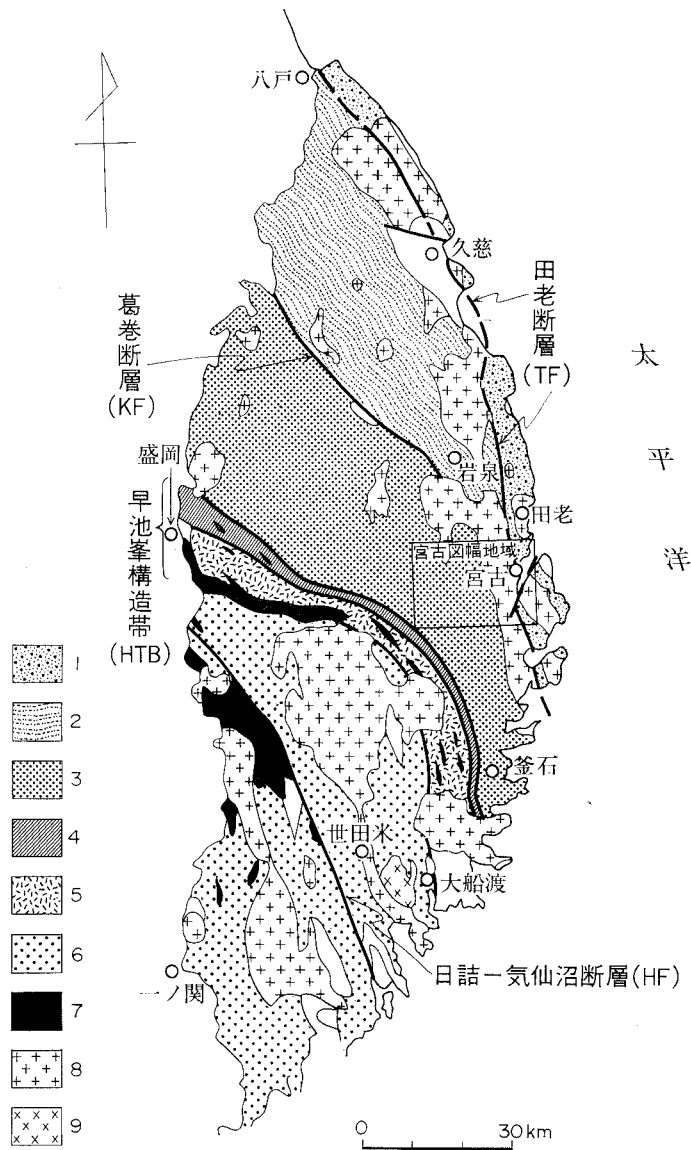 八戸
久慈
田老断層
(TF)
葛巻断層
(KF)
太平洋
盛岡
岩泉
田老
早池峯構造帯
(HTB)
宮古図幅地域
宮古
1
2
3
4
5
6
7
8
9
釜石
世田米
大船渡
日詰ー気仙沼断層(HF)
一ノ関
0 30km